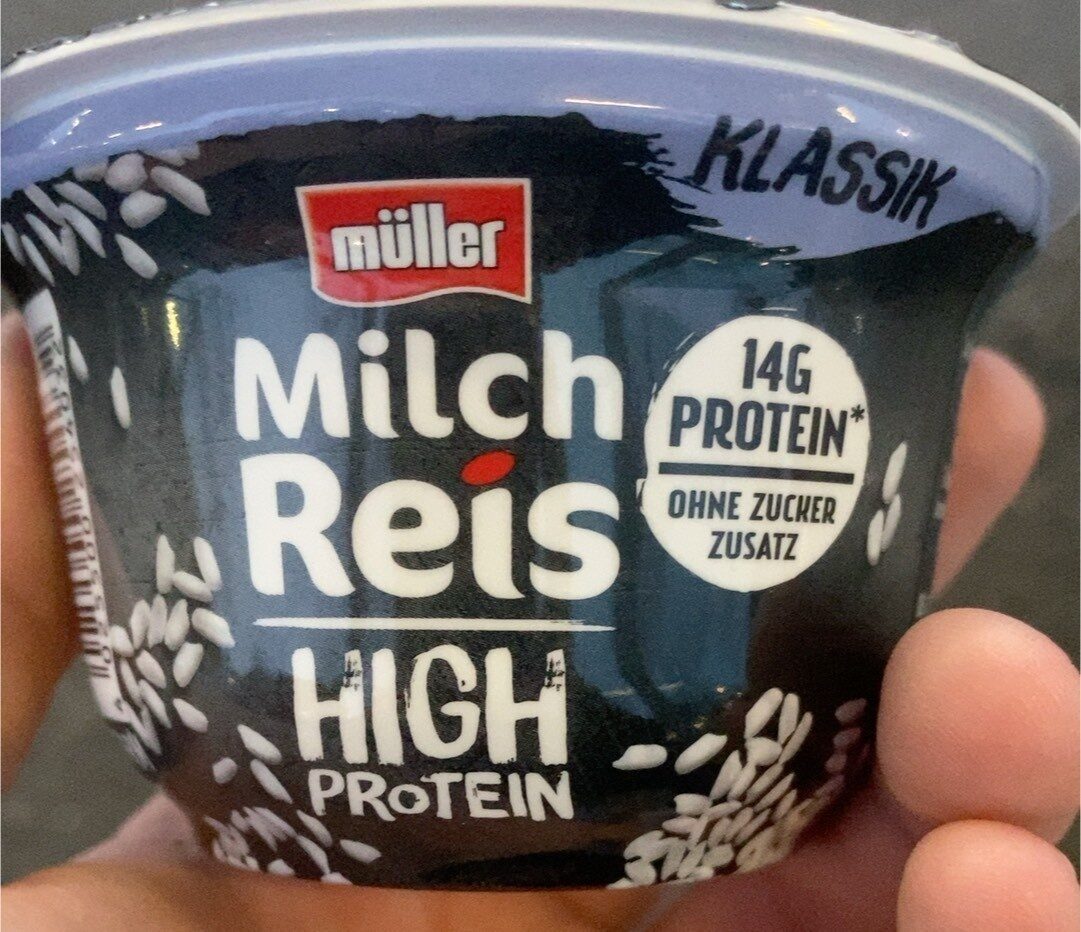 KLASSIK
müller
Milch
Reis
HIGH
PROTEIN
14G
PROTEIN*
OHNE ZUCKER
ZUSATZ